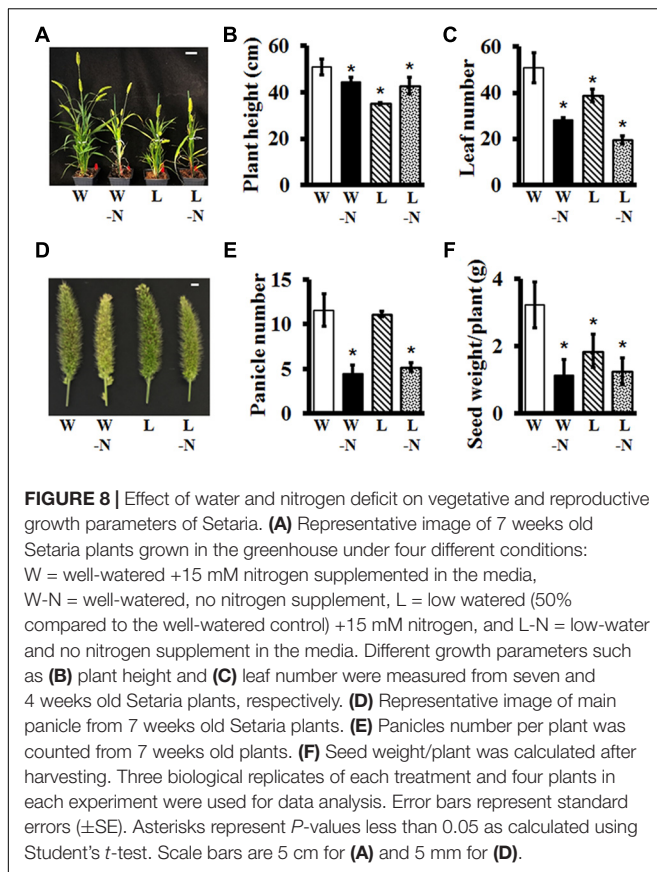 A
B
C
Plant height (cm)
60
40
20
0
*
*
*
W
W
-N
L
L
-N
Leaf number
60
40
20
0
*
*
*
W
W
-N
L
L
-N
W
W
-N
L
L
-N
D
E
F
Panicle number
15
10
5
0
*
*
W
W
-N
L
L
-N
Seed weight/plant (g)
4
2
0
*
*
*
W
W
-N
L
L
-N
W
W
-N
L
L
-N
FIGURE 8 | Effect of water and nitrogen deficit on vegetative and reproductive
growth parameters of Setaria. (A) Representative image of 7 weeks old
Setaria plants grown in the greenhouse under four different conditions:
W = well-watered +15 mM nitrogen supplemented in the media,
W-N = well-watered, no nitrogen supplement, L = low watered (50%
compared to the well-watered control) +15 mM nitrogen, and L-N = low-water
and no nitrogen supplement in the media. Different growth parameters such
as (B) plant height and (C) leaf number were measured from seven and
4 weeks old Setaria plants, respectively. (D) Representative image of main
panicle from 7 weeks old Setaria plants. (E) Panicles number per plant was
counted from 7 weeks old plants. (F) Seed weight/plant was calculated after
harvesting. Three biological replicates of each treatment and four plants in
each experiment were used for data analysis. Error bars represent standard
errors (±SE). Asterisks represent P-values less than 0.05 as calculated using
Student's t-test. Scale bars are 5 cm for (A) and 5 mm for (D).